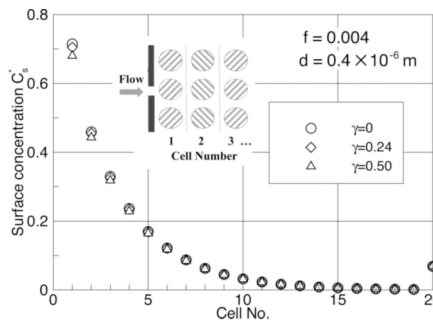 0.8
0.6
0.4
0.2
0
Surface concentration C*s
f = 0.004
d = 0.4×10-6 m
Flow
1 2 3 ...
Cell Number
γ=0
γ=0.24
γ=0.50
0 5 10 15 2
Cell No.